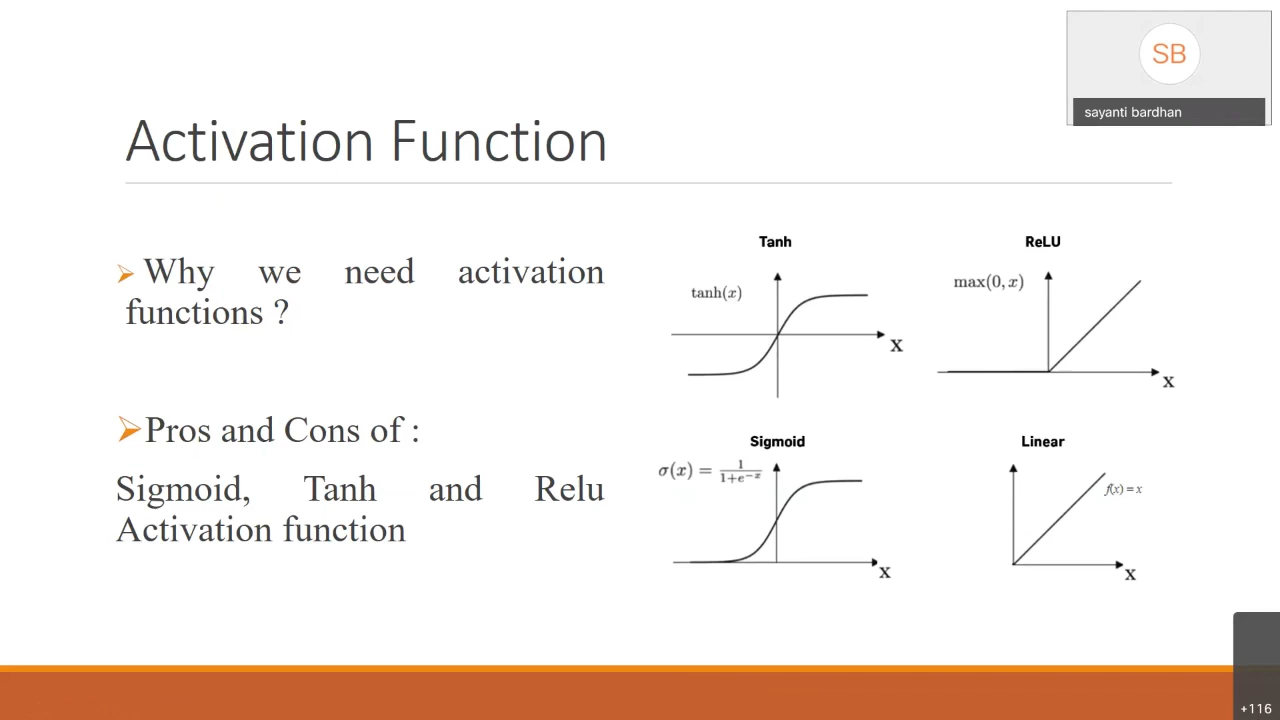 SB
sayanti bardhan
Activation Function
Why we need activation
functions ?
Pros and Cons of :
Sigmoid, Tanh and Relu
Activation function
Tanh
tanh(x)
X
ReLU
max(0, x)
X
Sigmoid
σ(x) = 1/(1+e^-x)
X
Linear
f(x) = x
X
+116